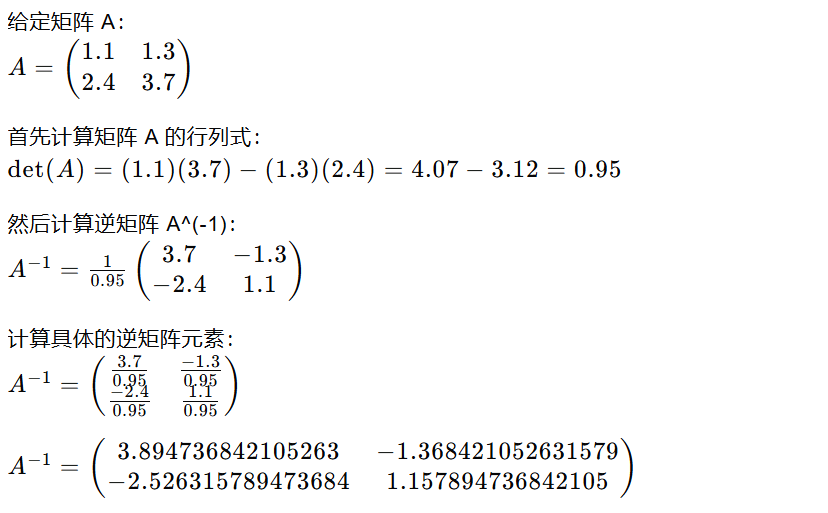 给定矩阵 A：
A = (1.1 1.3
2.4 3.7)
首先计算矩阵 A 的行列式：
det(A) = (1.1)(3.7) − (1.3)(2.4) = 4.07 − 3.12 = 0.95
然后计算逆矩阵 A^(-1)：
A⁻¹ = 1/0.95 (3.7 −1.3
−2.4 1.1)
计算具体的逆矩阵元素：
A⁻¹ = (3.7/0.95 −1.3/0.95
−2.4/0.95 1.1/0.95)
A⁻¹ = (3.894736842105263 −1.368421052631579
−2.526315789473684 1.157894736842105)